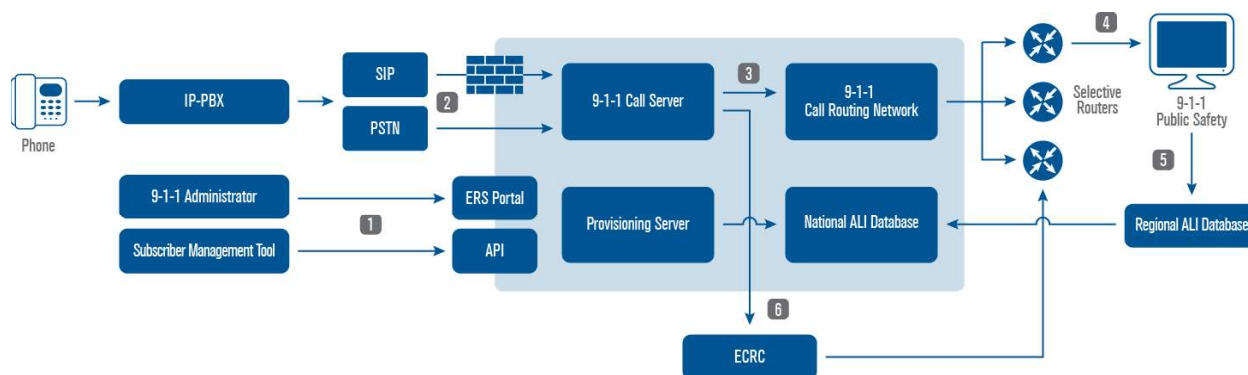 Phone
IP-PBX
SIP
PSTN
2
9-1-1 Call Server
3
9-1-1
Call Routing Network
Selective
Routers
4
9-1-1
Public Safety
5
9-1-1 Administrator
Subscriber Management Tool
1
ERS Portal
API
Provisioning Server
National ALI Database
Regional ALI Database
6
ECRC